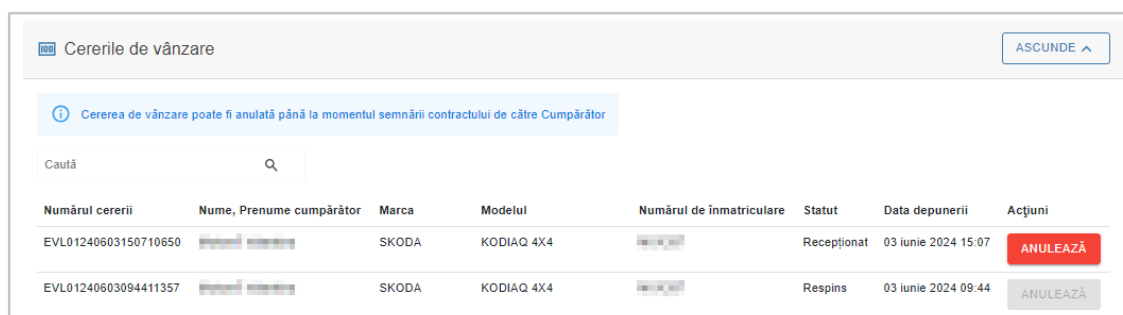 Cererile de vânzare
ASCUNDE
Cererea de vânzare poate fi anulată până la momentul semnării contractului de către Cumpărător
Caută
Numărul cererii Nume, Prenume cumpărător Marca Modelul Numărul de înmatriculare Statut Data depunerii Acțiuni
EVL01240603150710650 SKODA KODIAQ 4X4 Recepționat 03 iunie 2024 15:07 ANULEAZĂ
EVL01240603094411357 SKODA KODIAQ 4X4 Respins 03 iunie 2024 09:44 ANULEAZĂ